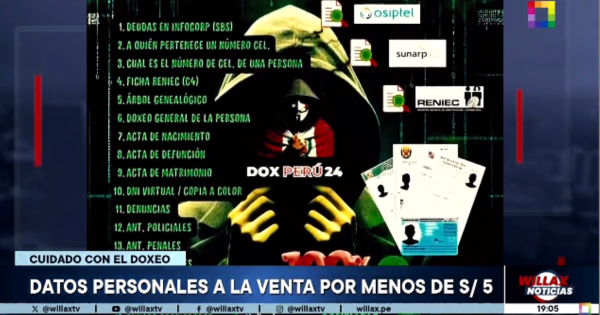 1. DEUDAS EN INFOCORP (SBS)
2. A QUIÉN PERTENECE UN NÚMERO CEL.
3. CUAL ES EL NÚMERO DE CEL. DE UNA PERSONA
4. FICHA RENIEC (C4)
5. ÁRBOL GENEALÓGICO
6. DOXEO GENERAL DE LA PERSONA
7. ACTA DE NACIMIENTO
8. ACTA DE DEFUNCIÓN
9. ACTA DE MATRIMONIO
10. DNI VIRTUAL / COPIA A COLOR
11. DENUNCIAS
12. ANT. POLICIALES
13. ANT. PENALES
osiptel
sunarp
RENIEC
DOX PERÚ 24
CUIDADO CON EL DOXEO
DATOS PERSONALES A LA VENTA POR MENOS DE S/ 5
WILLAX
NOTICIAS
@willaxtv
@willaxtv
@willaxtv
@willaxtv
willax.pe
19:05